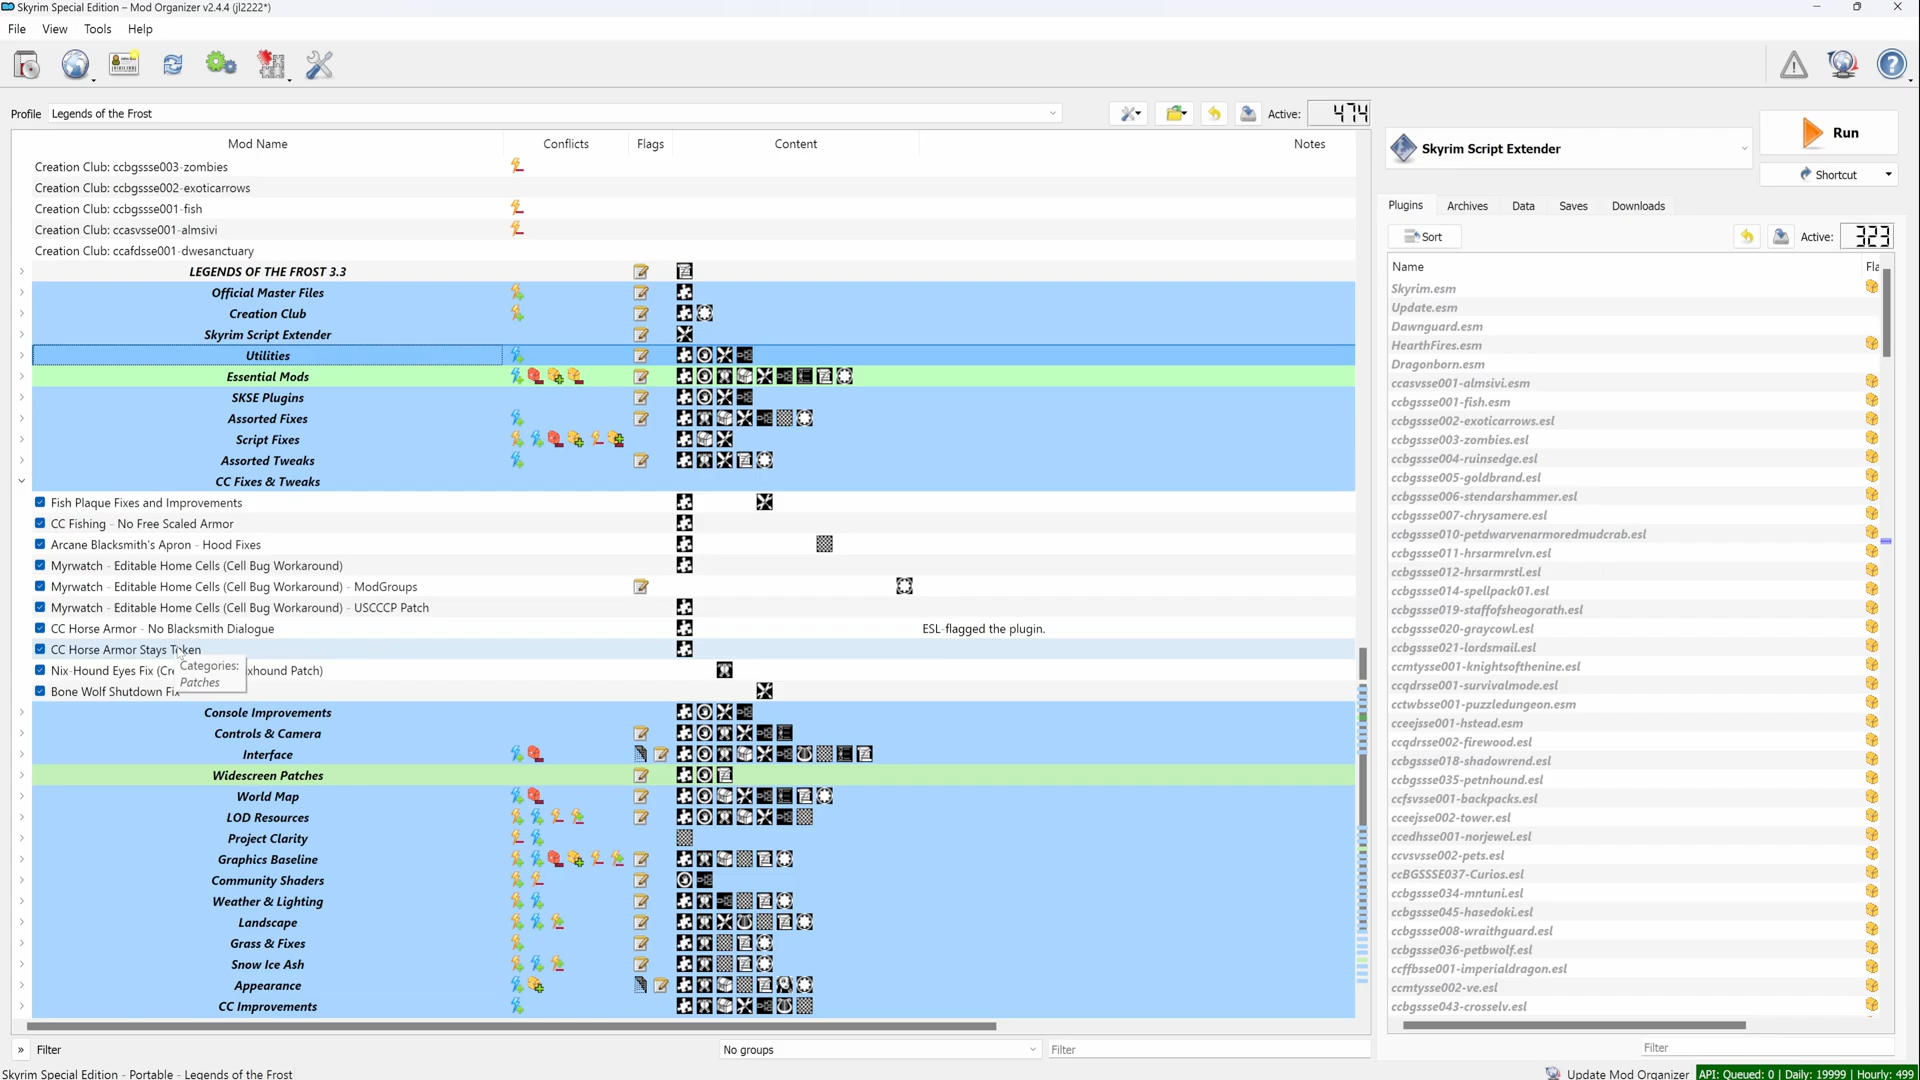 Skyrim Special Edition – Mod Organizer v2.4.4 (jl2222*)
File View Tools Help
Profile Legends of the Frost
Active: 474
Mod Name Conflicts Flags Content Notes
Creation Club: ccbgssse003-zombies
Creation Club: ccbgssse002-exoticarrows
Creation Club: ccbgssse001-fish
Creation Club: ccasvsse001-almsivi
Creation Club: ccafdsse001-dwesanctuary
LEGENDS OF THE FROST 3.3
Official Master Files
Creation Club
Skyrim Script Extender
Utilities
Essential Mods
SKSE Plugins
Assorted Fixes
Script Fixes
Assorted Tweaks
CC Fixes & Tweaks
Fish Plaque Fixes and Improvements
CC Fishing - No Free Scaled Armor
Arcane Blacksmith's Apron - Hood Fixes
Myrwatch - Editable Home Cells (Cell Bug Workaround)
Myrwatch - Editable Home Cells (Cell Bug Workaround) - ModGroups
Myrwatch - Editable Home Cells (Cell Bug Workaround) - USCCCP Patch
CC Horse Armor - No Blacksmith Dialogue ESL-flagged the plugin.
CC Horse Armor Stays Token
Categories:
Patches
Nix-Hound Eyes Fix (Cre xhound Patch)
Bone Wolf Shutdown Fix
Console Improvements
Controls & Camera
Interface
Widescreen Patches
World Map
LOD Resources
Project Clarity
Graphics Baseline
Community Shaders
Weather & Lighting
Landscape
Grass & Fixes
Snow Ice Ash
Appearance
CC Improvements
» Filter
No groups
Filter
Skyrim Special Edition - Portable - Legends of the Frost
Skyrim Script Extender
Run
Shortcut
Plugins Archives Data Saves Downloads
Sort
Active: 323
Name Fla
Skyrim.esm
Update.esm
Dawnguard.esm
HearthFires.esm
Dragonborn.esm
ccasvsse001-almsivi.esm
ccbgssse001-fish.esm
ccbgssse002-exoticarrows.esl
ccbgssse003-zombies.esl
ccbgssse004-ruinsedge.esl
ccbgssse005-goldbrand.esl
ccbgssse006-stendarshammer.esl
ccbgssse007-chrysamere.esl
ccbgssse010-petdwarvenarmoredmudcrab.esl
ccbgssse011-hrsarmrelvn.esl
ccbgssse012-hrsarmrstl.esl
ccbgssse014-spellpack01.esl
ccbgssse019-staffofsheogorath.esl
ccbgssse020-graycowl.esl
ccbgssse021-lordsmail.esl
ccmtysse001-knightsofthenine.esl
ccqdrsse001-survivalmode.esl
cctwbsse001-puzzledungeon.esm
cceejsse001-hstead.esm
ccqdrsse002-firewood.esl
ccbgssse018-shadowrend.esl
ccbgssse035-petnhound.esl
ccfsvsse001-backpacks.esl
cceejsse002-tower.esl
ccedhsse001-norjewel.esl
ccvsvsse002-pets.esl
ccBGSSSE037-Curios.esl
ccbgssse034-mntuni.esl
ccbgssse045-hasedoki.esl
ccbgssse008-wraithguard.esl
ccbgssse036-petbwolf.esl
ccffbsse001-imperialdragon.esl
ccmtysse002-ve.esl
ccbgssse043-crosselv.esl
Filter
Update Mod Organizer API: Queued: 0 | Daily: 19999 | Hourly: 499